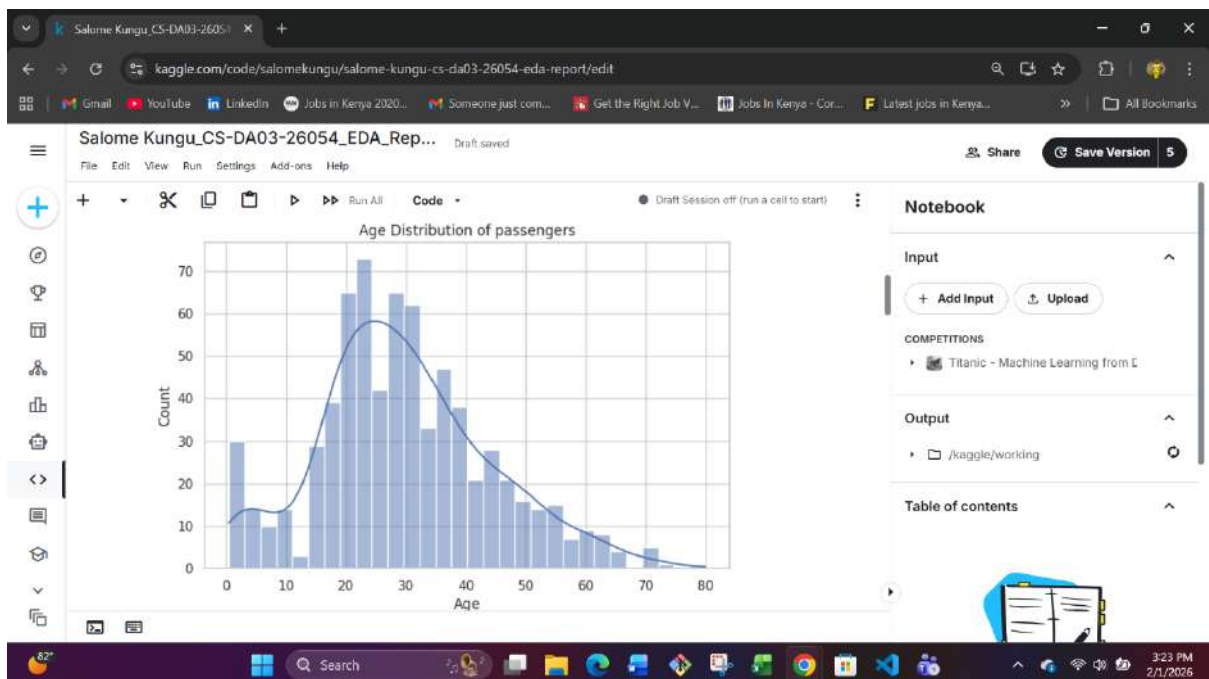 Salome Kungu_CS-DA03-2605
kaggle.com/code/salomekungu/salome-kungu-cs-da03-26054-eda-report/edit
Gmail YouTube LinkedIn Jobs in Kenya 2020... Someone just com... Get the Right Job V... Jobs In Kenya - Cor... Latest jobs in Kenya... » All Bookmarks
Salome Kungu_CS-DA03-26054_EDA_Rep... Draft saved
File Edit View Run Settings Add-ons Help
Share Save Version 5
Run All Code Draft Session off (run a cell to start)
Age Distribution of passengers
70
60
50
40
30
20
10
0
Count
0 10 20 30 40 50 60 70 80
Age
Notebook
Input
+ Add Input Upload
COMPETITIONS
Titanic - Machine Learning from D
Output
/kaggle/working
Table of contents
82°
Search
3:23 PM
2/1/2026